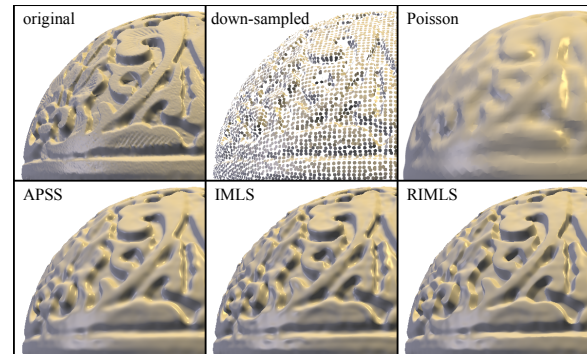 original
down-sampled
Poisson
APSS
IMLS
RIMLS